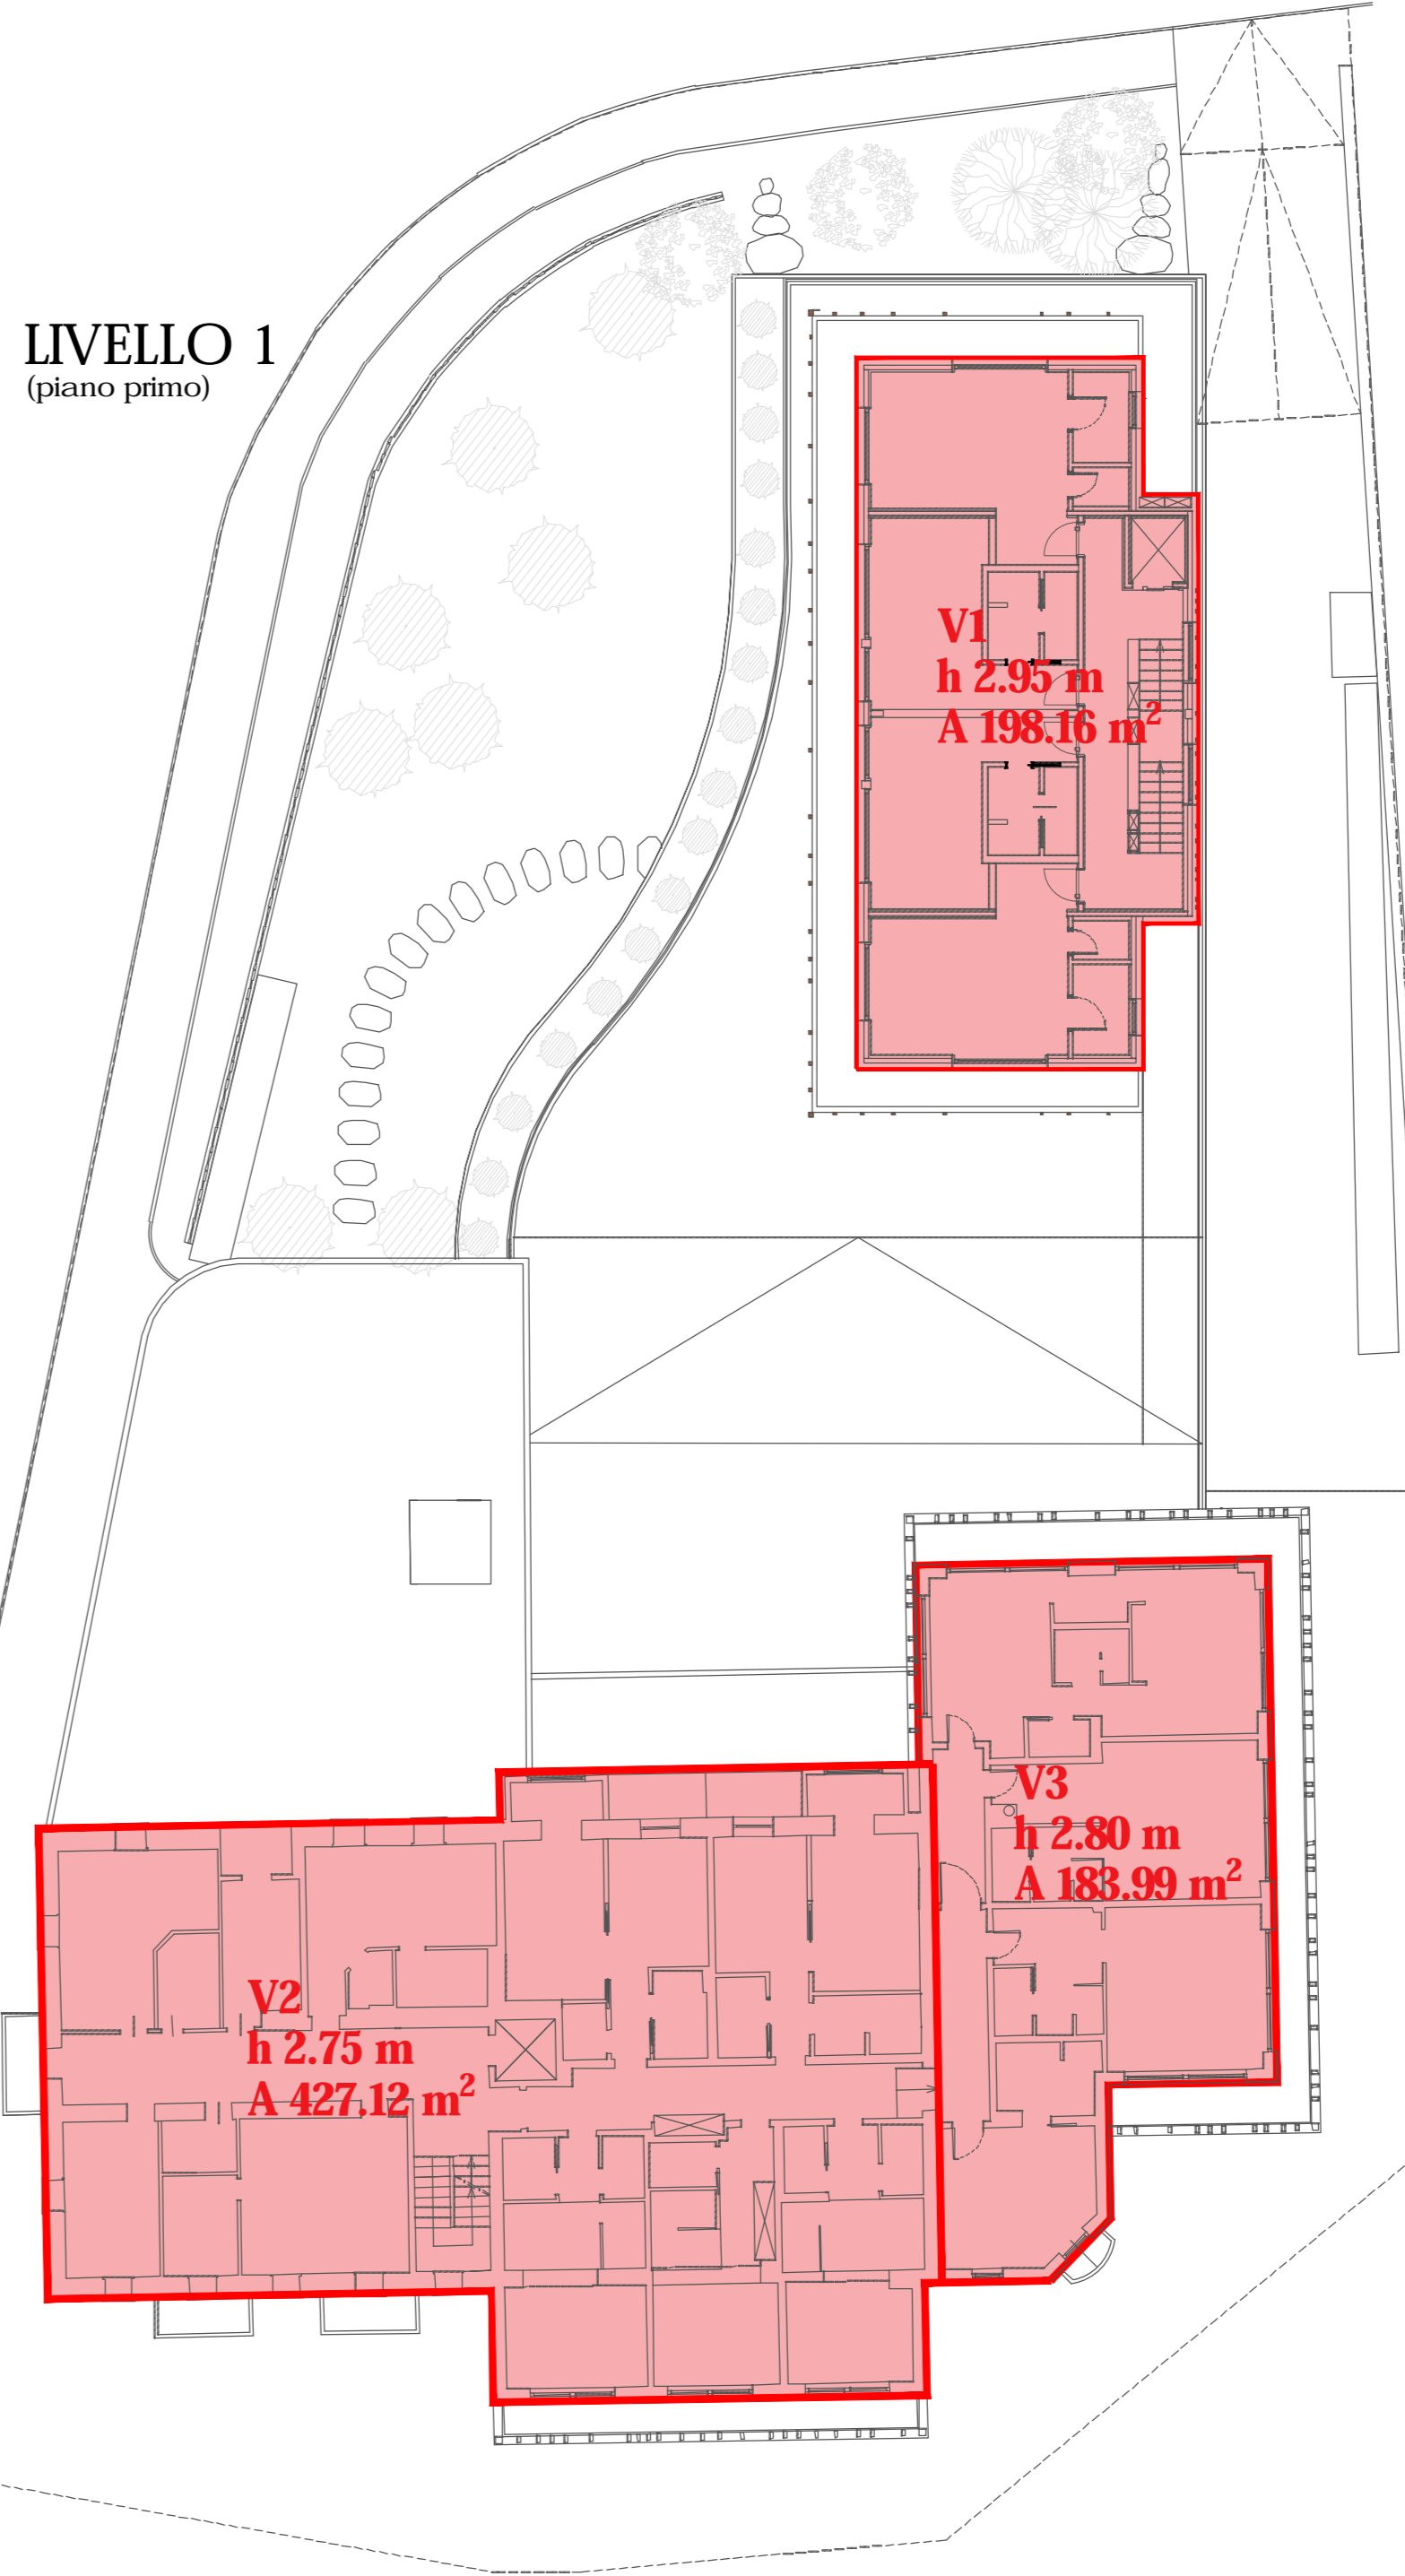 LIVELLO 1
(piano primo)
V1
h 2.95 m
A 198.16 m²
V3
h 2.80 m
A 183.99 m²
V2
h 2.75 m
A 427.12 m²